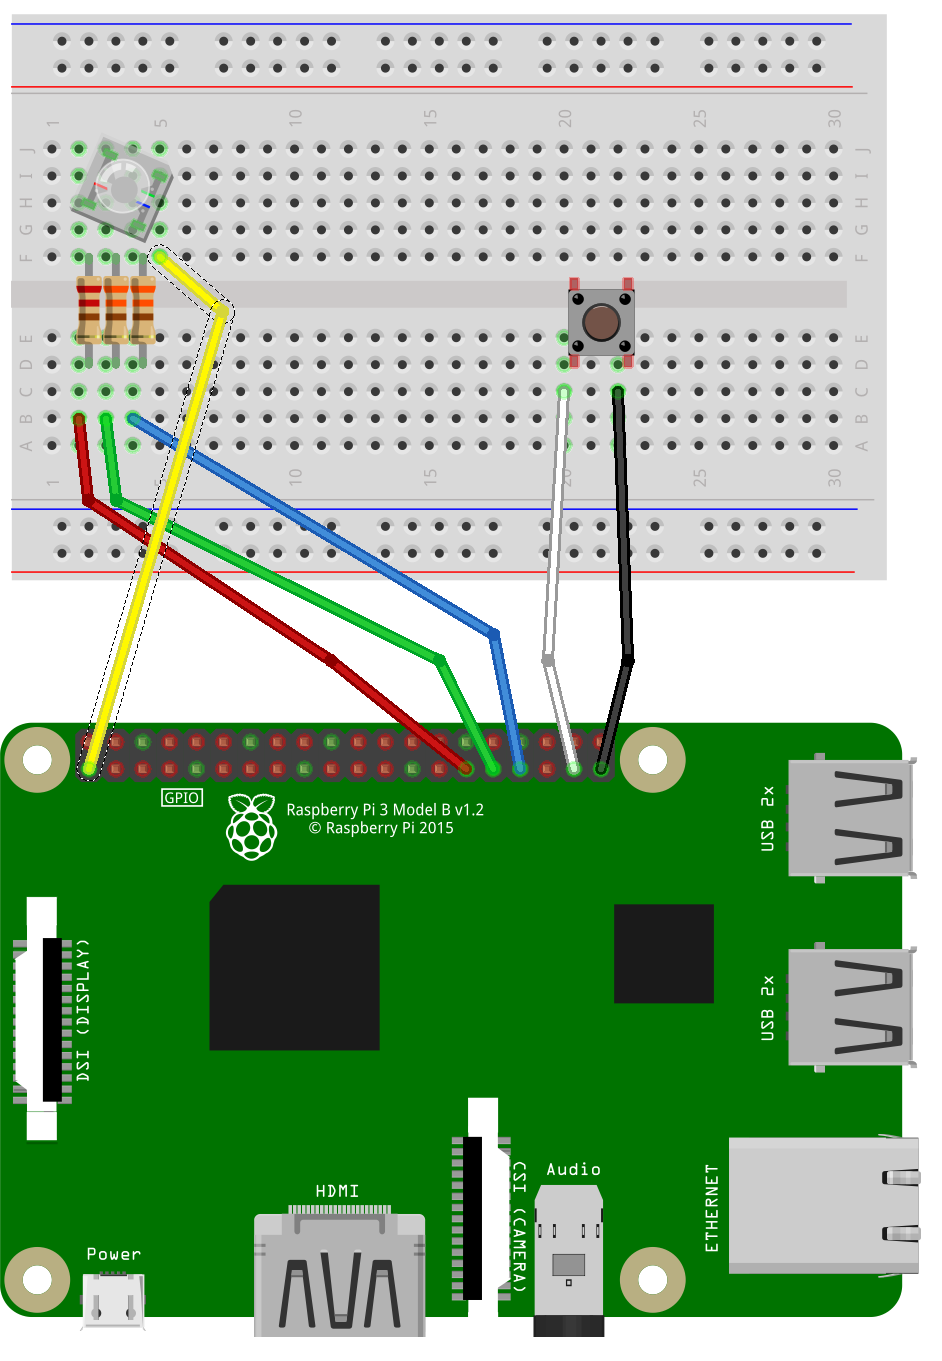 1 5 10 15 20 25 30
J J
I I
H H
G G
F F
E E
D D
C C
B B
A A
1 5 10 15 20 25 30
GPIO
Raspberry Pi 3 Model B v1.2
© Raspberry Pi 2015
USB 2x
DSI (DISPLAY)
USB 2x
CSI (CAMERA)
Audio
ETHERNET
HDMI
Power